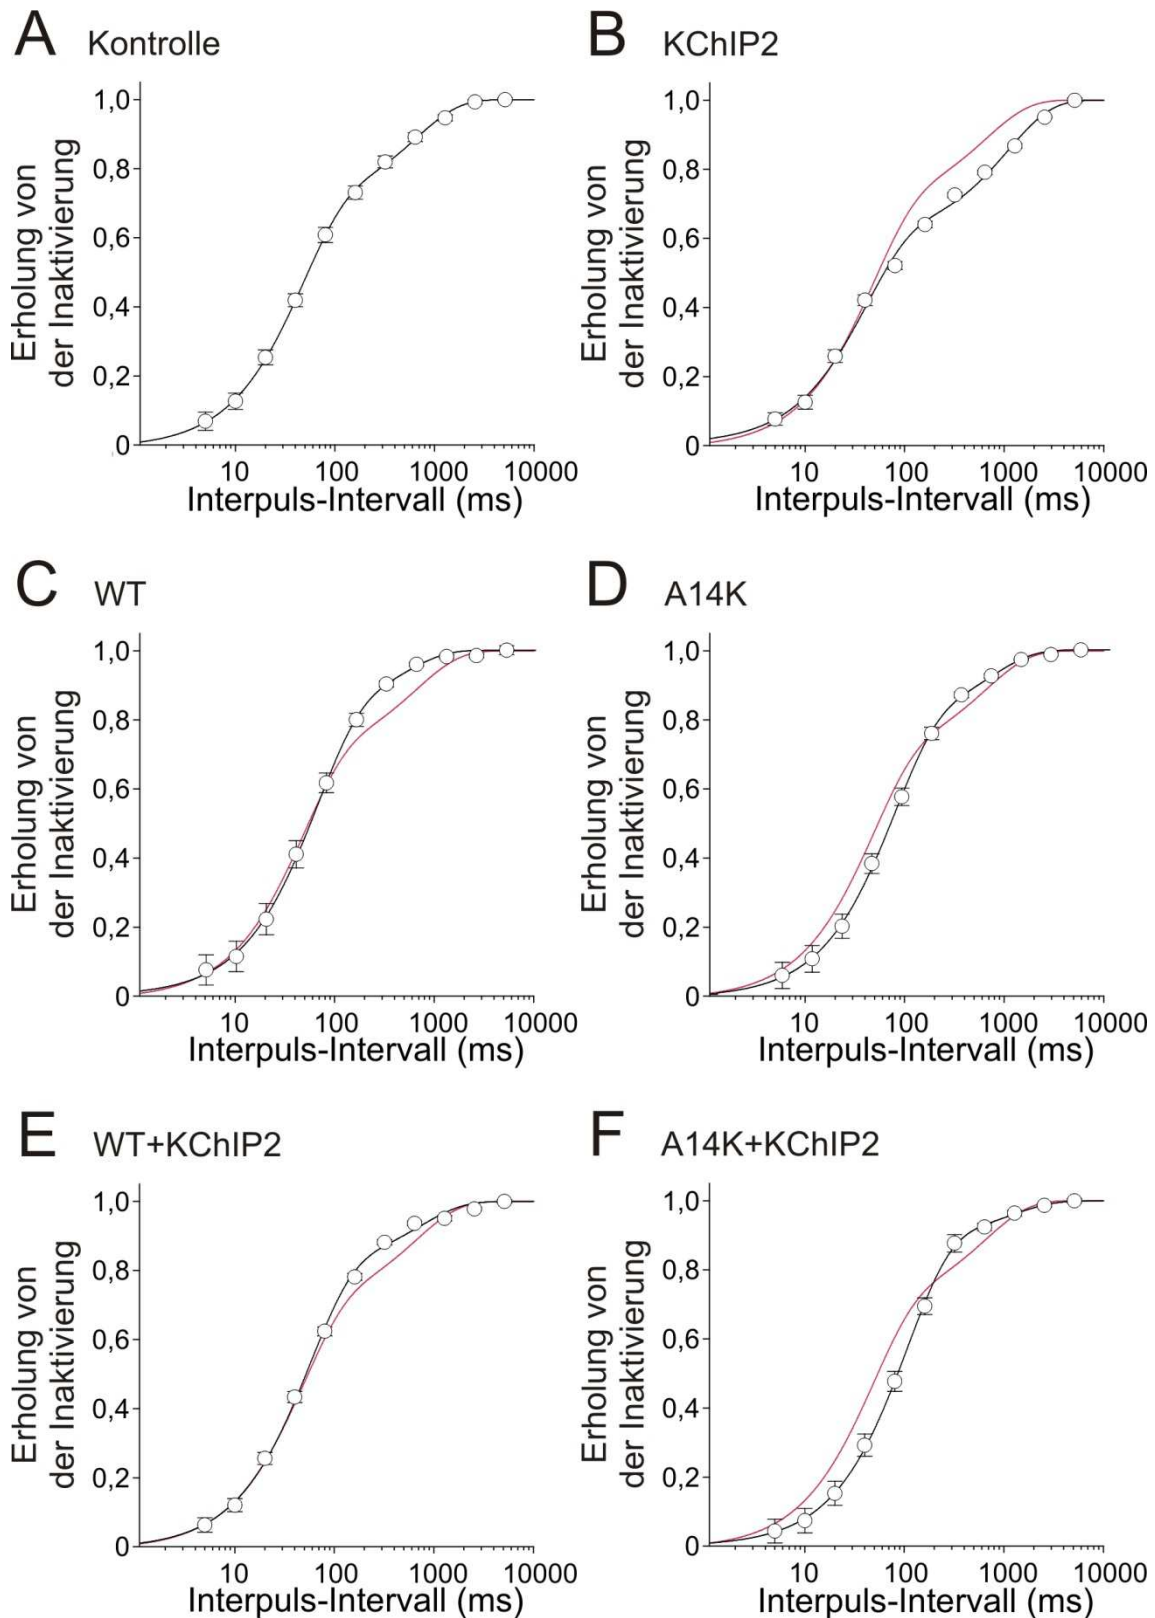 A Kontrolle
Erholung von
der Inaktivierung
1,0
0,8
0,6
0,4
0,2
0
10 100 1000 10000
Interpuls-Intervall (ms)
B KChIP2
Erholung von
der Inaktivierung
1,0
0,8
0,6
0,4
0,2
0
10 100 1000 10000
Interpuls-Intervall (ms)
C WT
Erholung von
der Inaktivierung
1,0
0,8
0,6
0,4
0,2
0
10 100 1000 10000
Interpuls-Intervall (ms)
D A14K
Erholung von
der Inaktivierung
1,0
0,8
0,6
0,4
0,2
0
10 100 1000 10000
Interpuls-Intervall (ms)
E WT+KChIP2
Erholung von
der Inaktivierung
1,0
0,8
0,6
0,4
0,2
0
10 100 1000 10000
Interpuls-Intervall (ms)
F A14K+KChIP2
Erholung von
der Inaktivierung
1,0
0,8
0,6
0,4
0,2
0
10 100 1000 10000
Interpuls-Intervall (ms)